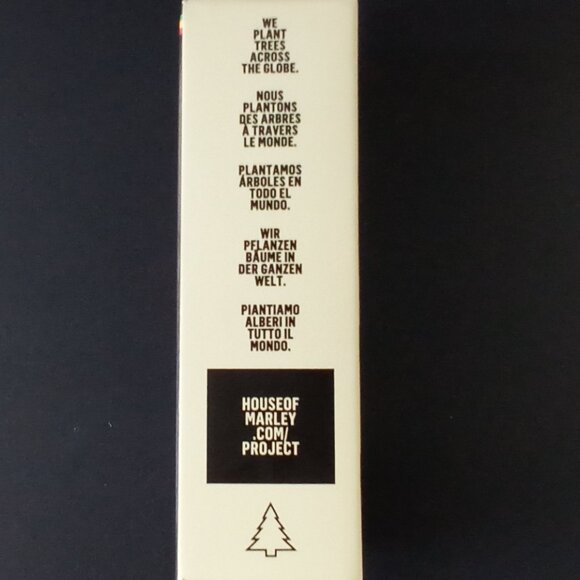 WE
PLANT
TREES
ACROSS
THE GLOBE.
NOUS
PLANTONS
DES ARBRES
À TRAVERS
LE MONDE.
PLANTAMOS
ÁRBOLES EN
TODO EL
MUNDO.
WIR
PFLANZEN
BÄUME IN
DER GANZEN
WELT.
PIANTIAMO
ALBERI IN
TUTTO IL
MONDO.
HOUSEOF
MARLEY
.COM/
PROJECT